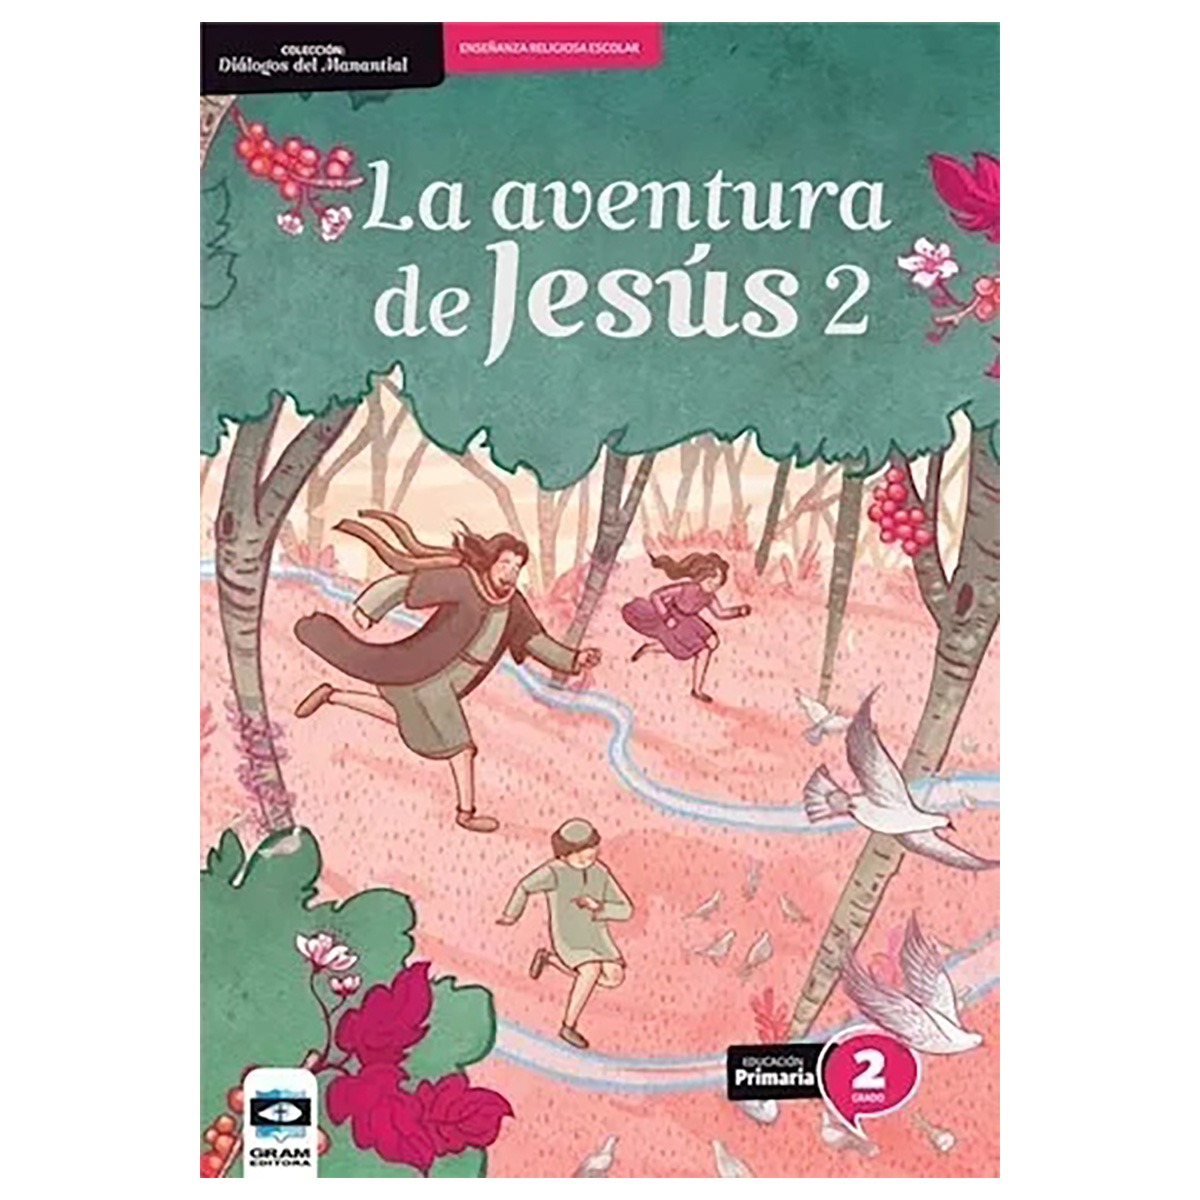 COLECCIÓN:
Diálogos del Manantial
ENSEÑANZA RELIGIOSA ESCOLAR
La aventura
de Jesús 2
EDUCACIÓN
Primaria
2
GRADO
GRAM
EDITORA